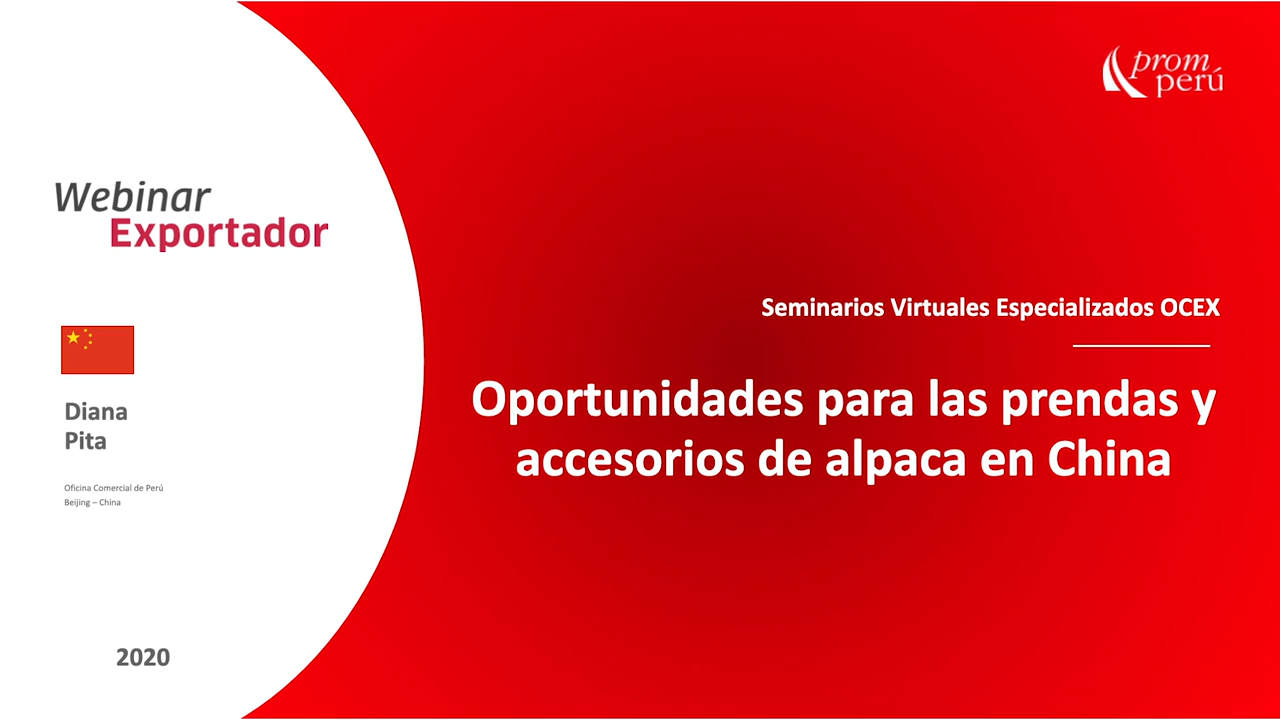 prom
perú
Webinar
Exportador
Diana
Pita
Oficina Comercial de Perú
Beijing – China
2020
Seminarios Virtuales Especializados OCEX
Oportunidades para las prendas y
accesorios de alpaca en China